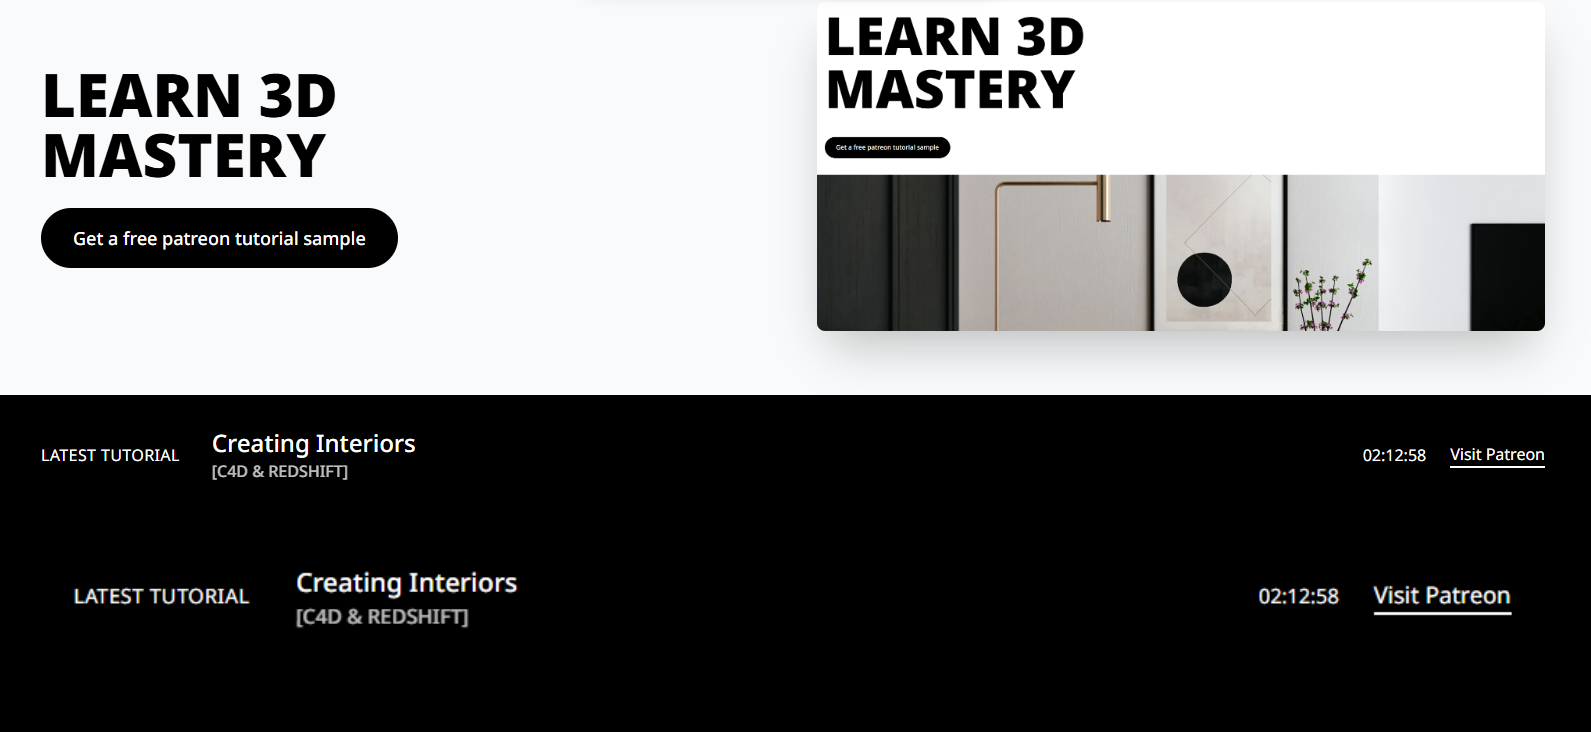 LEARN 3D
MASTERY
Get a free patreon tutorial sample
LEARN 3D
MASTERY
Get a free patreon tutorial sample
LATEST TUTORIAL
Creating Interiors
[C4D & REDSHIFT]
02:12:58
Visit Patreon
LATEST TUTORIAL
Creating Interiors
[C4D & REDSHIFT]
02:12:58
Visit Patreon